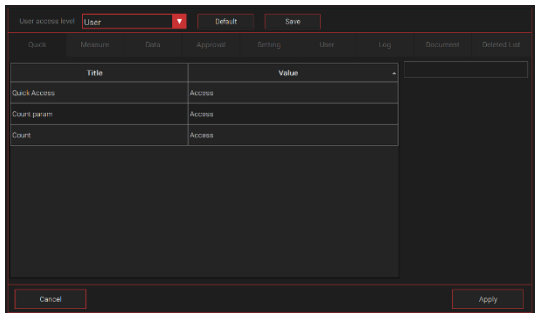 User access level User Default Save
Quick Measure Data Approval Setting User Log Document Deleted List
Title Value
Quick Access Access
Count param Access
Count Access
Cancel Apply